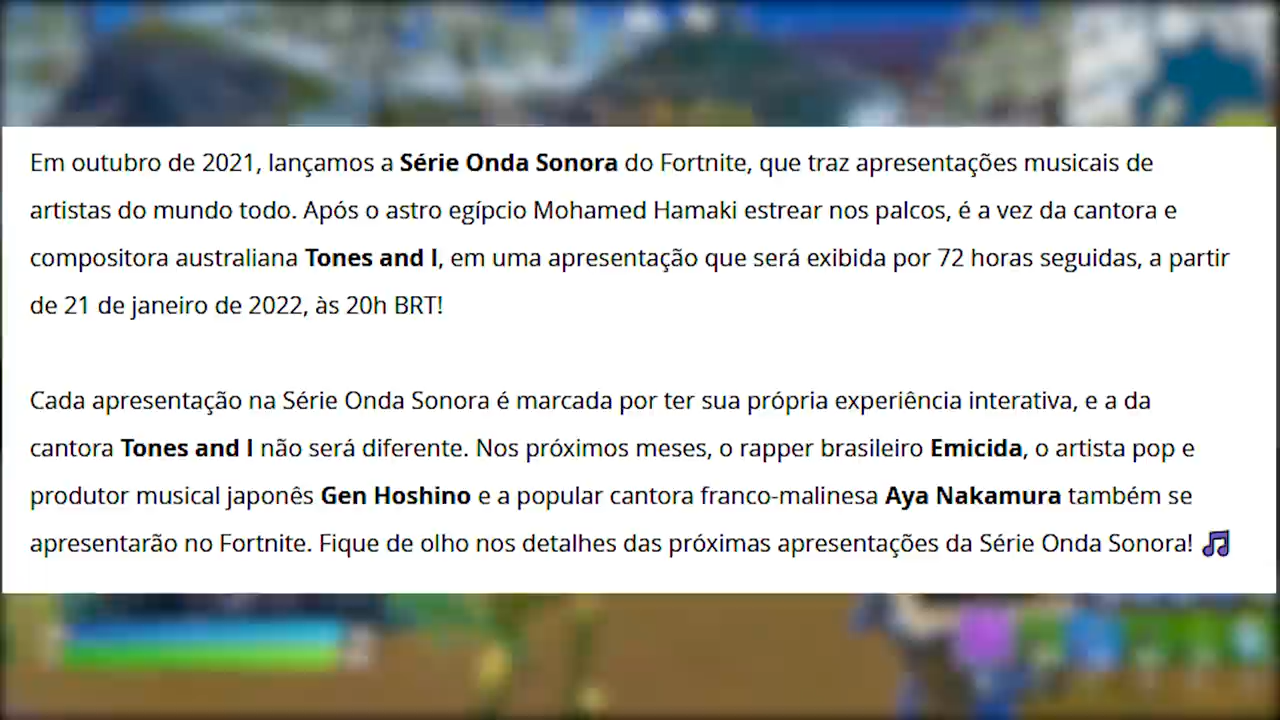 Em outubro de 2021, lançamos a Série Onda Sonora do Fortnite, que traz apresentações musicais de
artistas do mundo todo. Após o astro egípcio Mohamed Hamaki estrear nos palcos, é a vez da cantora e
compositora australiana Tones and I, em uma apresentação que será exibida por 72 horas seguidas, a partir
de 21 de janeiro de 2022, às 20h BRT!
Cada apresentação na Série Onda Sonora é marcada por ter sua própria experiência interativa, e a da
cantora Tones and I não será diferente. Nos próximos meses, o rapper brasileiro Emicida, o artista pop e
produtor musical japonês Gen Hoshino e a popular cantora franco-malinesa Aya Nakamura também se
apresentarão no Fortnite. Fique de olho nos detalhes das próximas apresentações da Série Onda Sonora! 🎵